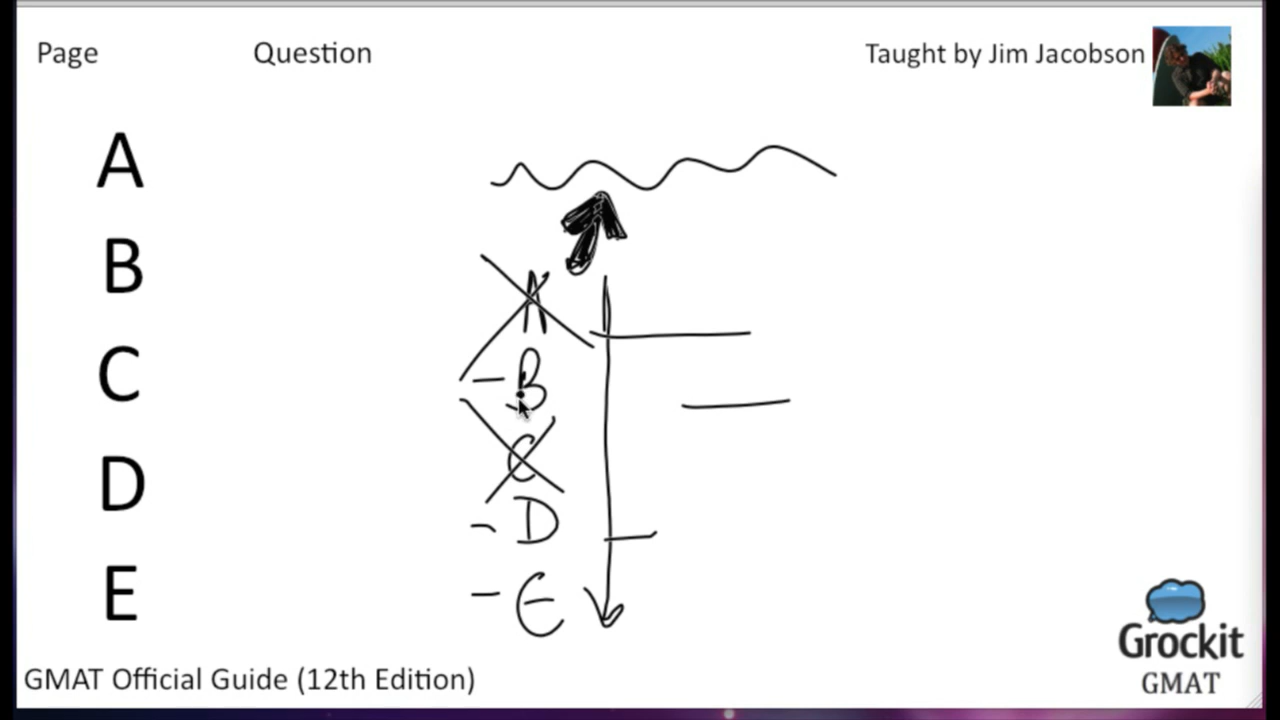 Page Question Taught by Jim Jacobson
A
B
C
D
E
A
B
C
D
E
GMAT Official Guide (12th Edition)
Grockit
GMAT